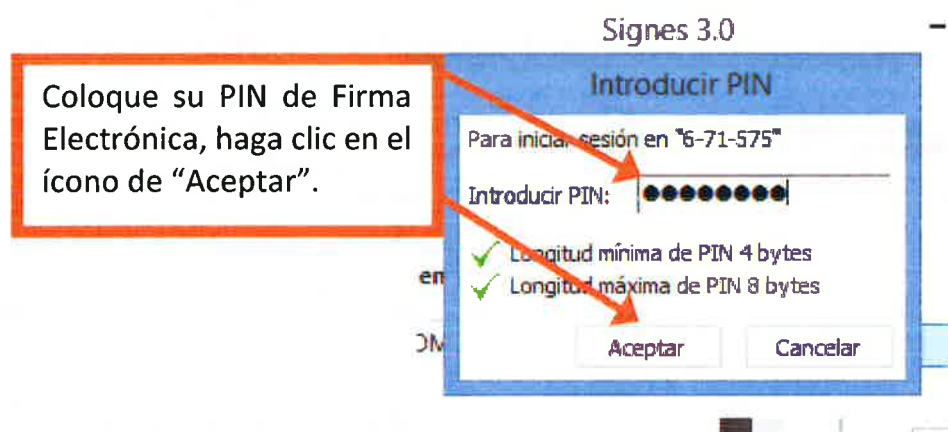 Signes 3.0
Coloque su PIN de Firma
Electrónica, haga clic en el
ícono de “Aceptar”.
Introducir PIN
Para iniciar sesión en "6-71-575"
Introducir PIN: ●●●●●●●●
Longitud mínima de PIN 4 bytes
Longitud máxima de PIN 8 bytes
en
Aceptar Cancelar